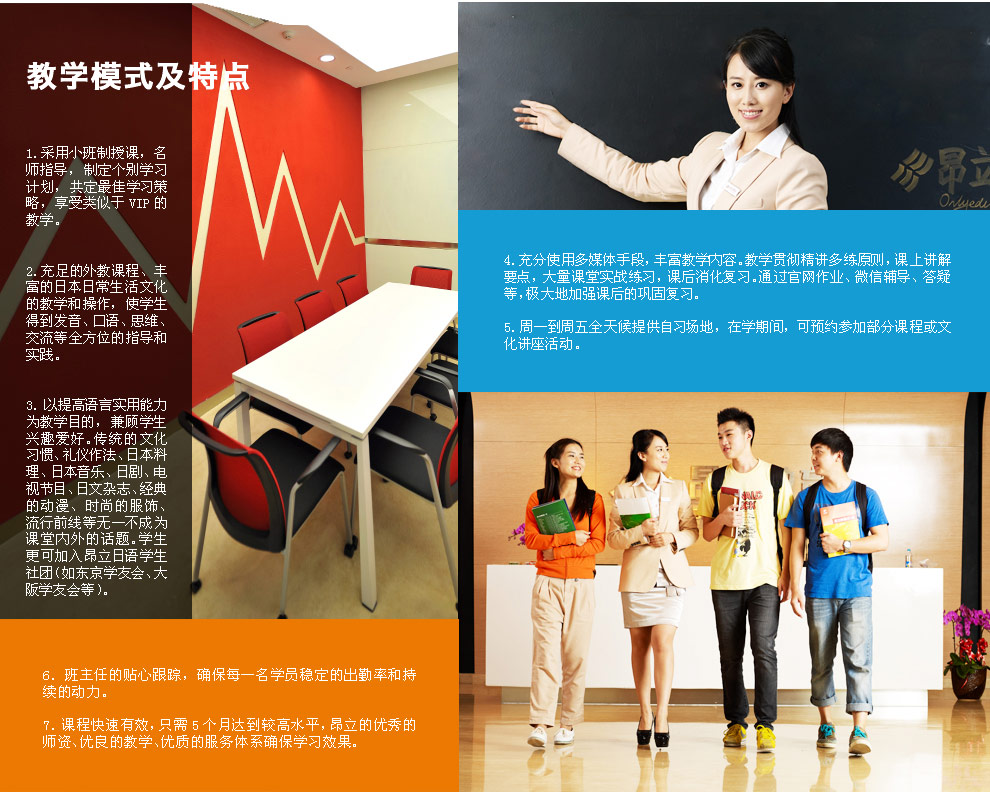 教学模式及特点
1.采用小班制授课，名
师指导，制定个别学习
计划，共定最佳学习策
略，享受类似于VIP的
教学。
2.充足的外教课程、丰
富的日本日常生活文化
的教学和操作，使学生
得到发音、口语、思维、
交流等全方位的指导和
实践。
3.以提高语言实用能力
为教学目的，兼顾学生
兴趣爱好。传统的文化
习惯、礼仪作法、日本料
理、日本音乐、日剧、电
视节目、日文杂志、经典
的动漫、时尚的服饰、
流行前线等无一不成为
课堂内外的话题。学生
更可加入昂立日语学生
社团(如东京学友会、大
阪学友会等)。
昂立
Onlyedu
4.充分使用多媒体手段，丰富教学内容。教学贯彻精讲多练原则，课上讲解
要点，大量课堂实战练习，课后消化复习。通过官网作业、微信辅导、答疑
等，极大地加强课后的巩固复习。
5.周一到周五全天候提供自习场地，在学期间，可预约参加部分课程或文
化讲座活动。
6. 班主任的贴心跟踪，确保每一名学员稳定的出勤率和持
续的动力。
7.课程快速有效，只需5个月达到较高水平，昂立的优秀的
师资、优良的教学、优质的服务体系确保学习效果。